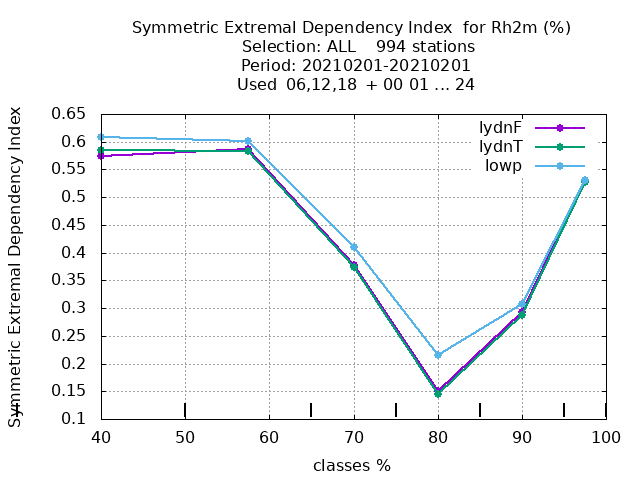 Symmetric Extremal Dependency Index for Rh2m (%)
Selection: ALL 994 stations
Period: 20210201-20210201
Used 06,12,18 + 00 01 ... 24
Symmetric Extremal Dependency Index
0.65
0.6
0.55
0.5
0.45
0.4
0.35
0.3
0.25
0.2
0.15
0.1
lydnF
lydnT
lowp
40 50 60 70 80 90 100
classes %